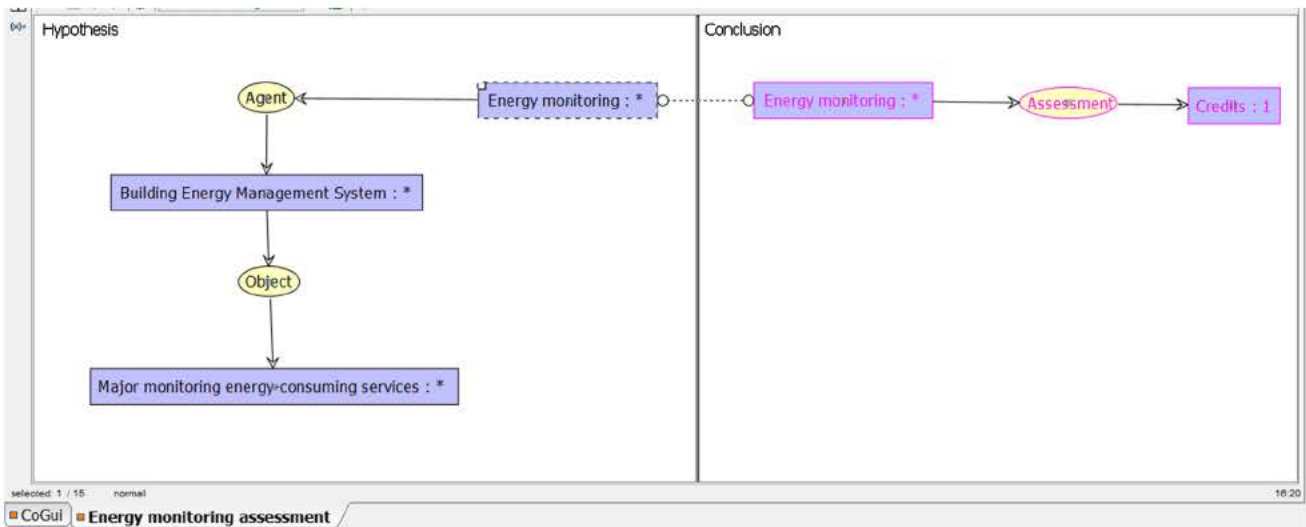 Hypothesis
Conclusion
Agent
Energy monitoring : *
Energy monitoring : *
Assessment
Credits : 1
Building Energy Management System : *
Object
Major monitoring energy-consuming services : *
selected: 1 / 15 normal
16:20
CoGui
Energy monitoring assessment